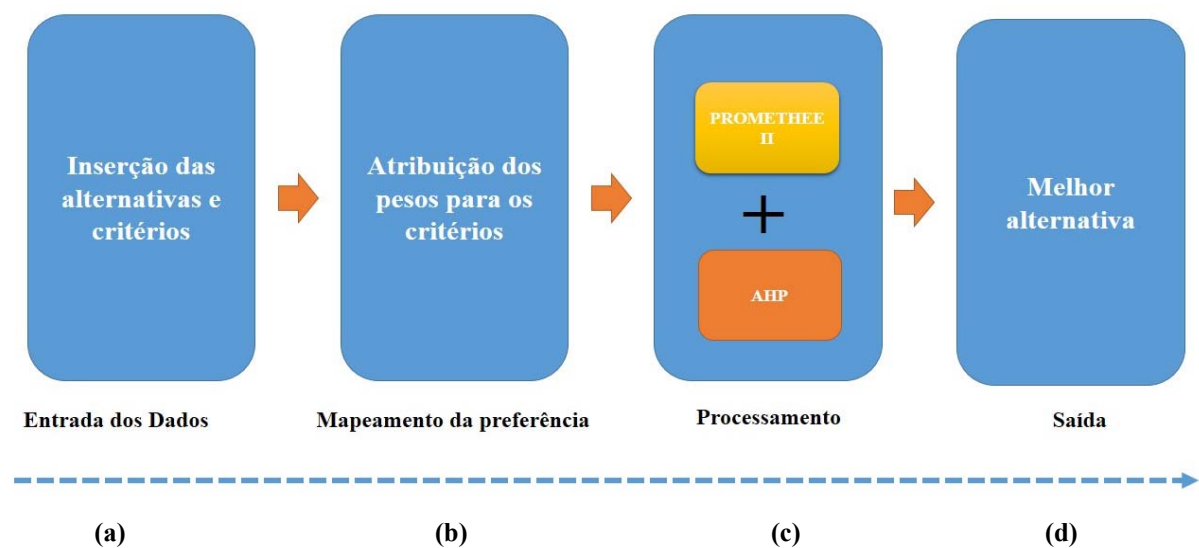 Inserção das
alternativas e
critérios
Atribuição dos
pesos para os
critérios
PROMETHEE
II
+
AHP
Melhor
alternativa
Entrada dos Dados
Mapeamento da preferência
Processamento
Saída
(a)
(b)
(c)
(d)